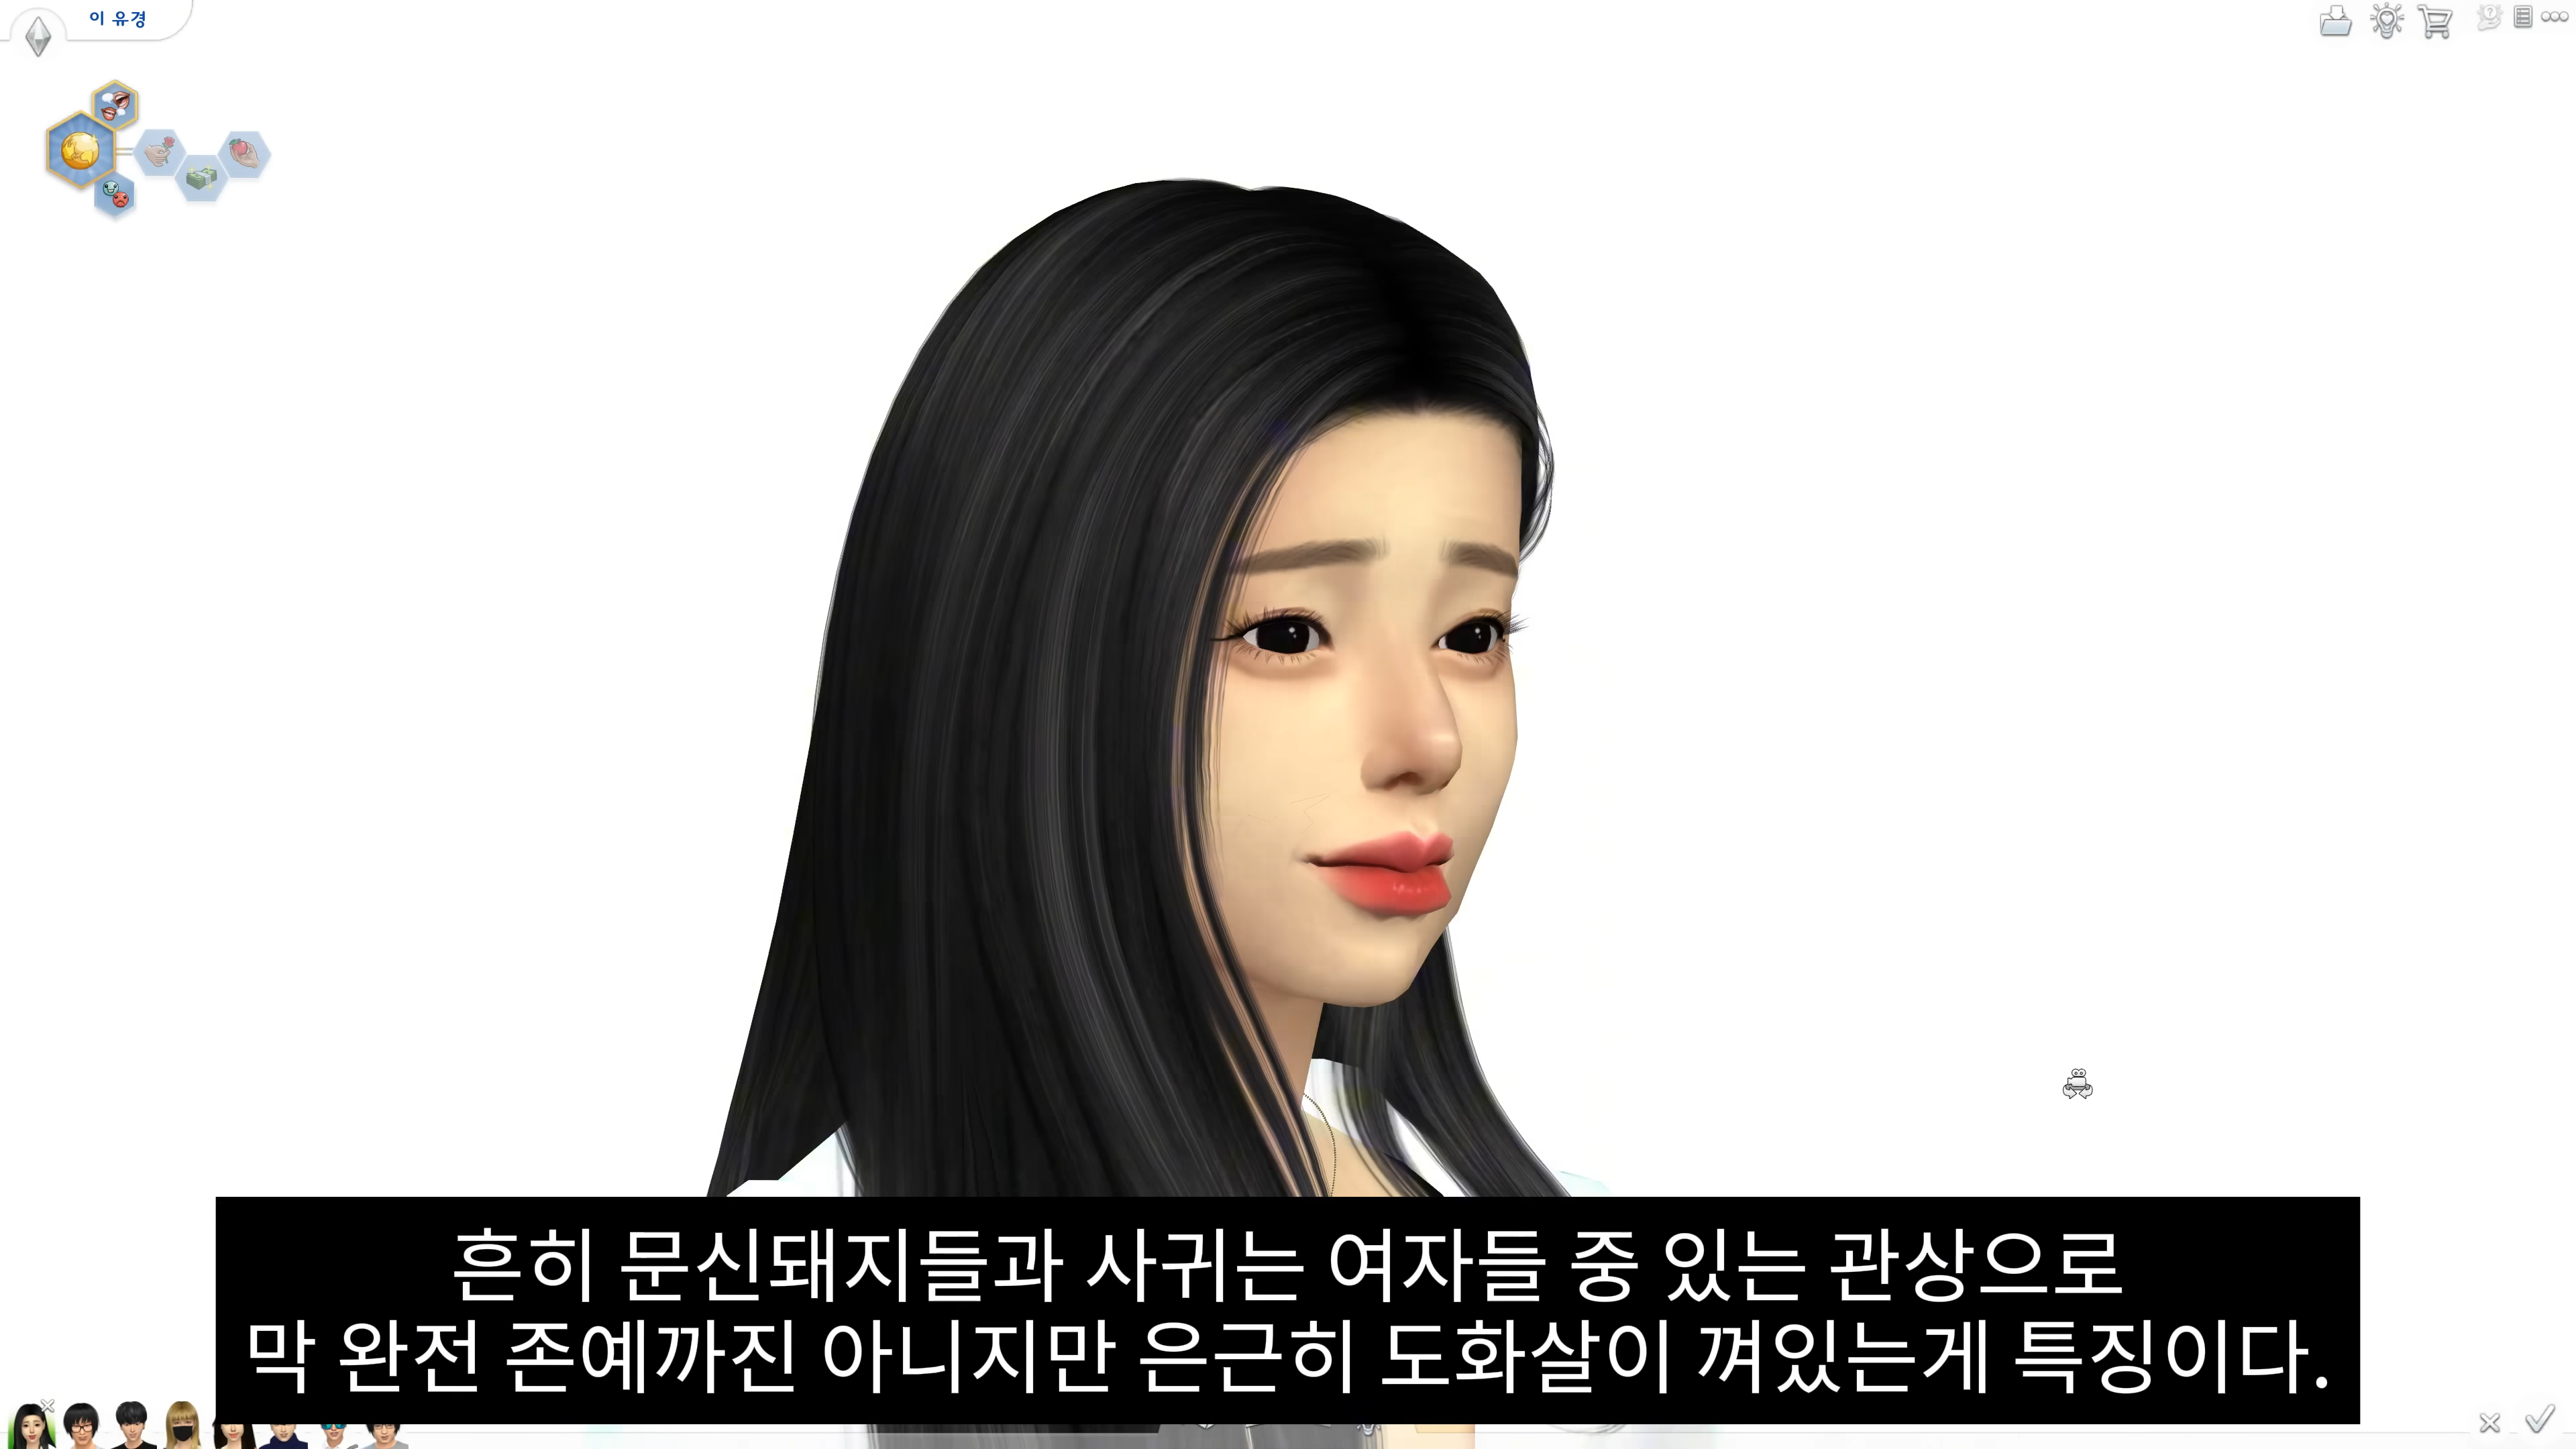 이 유경
흔히 문신돼지들과 사귀는 여자들 중 있는 관상으로
막 완전 존예까진 아니지만 은근히 도화살이 껴있는게 특징이다.